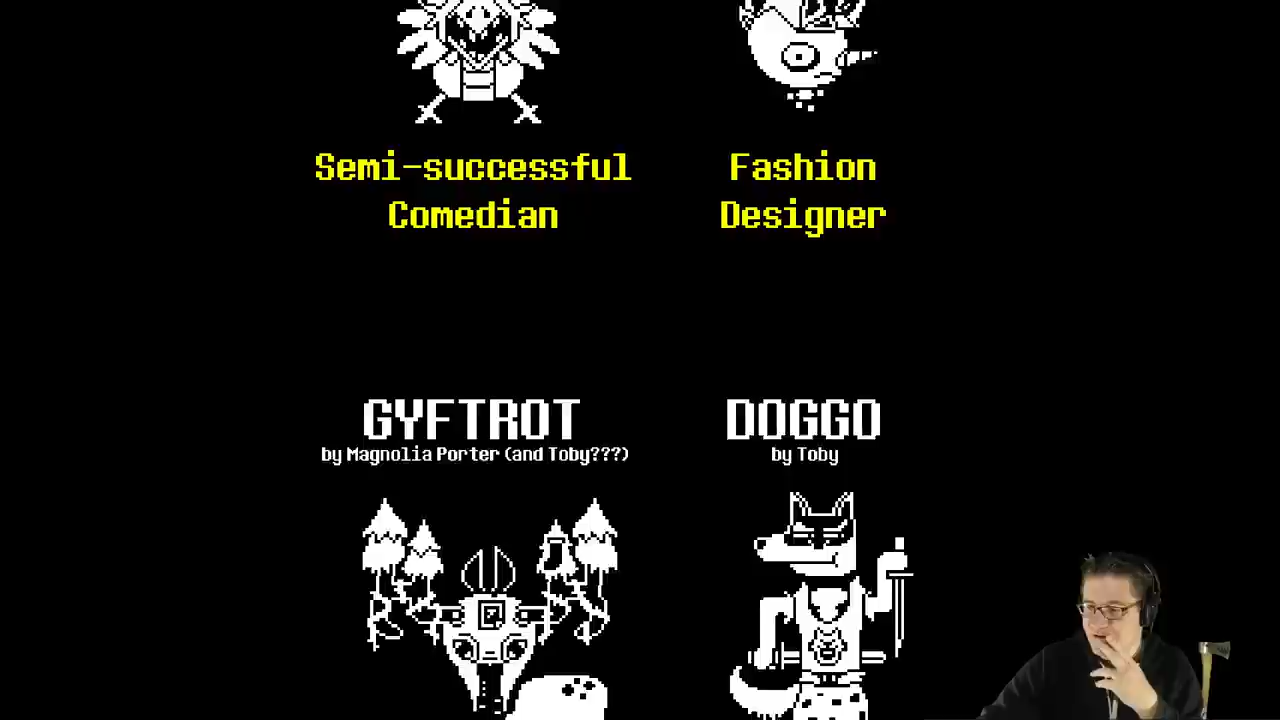 Semi-successful
Comedian
Fashion
Designer
GYFTROT
by Magnolia Porter (and Toby???)
DOGGO
by Toby